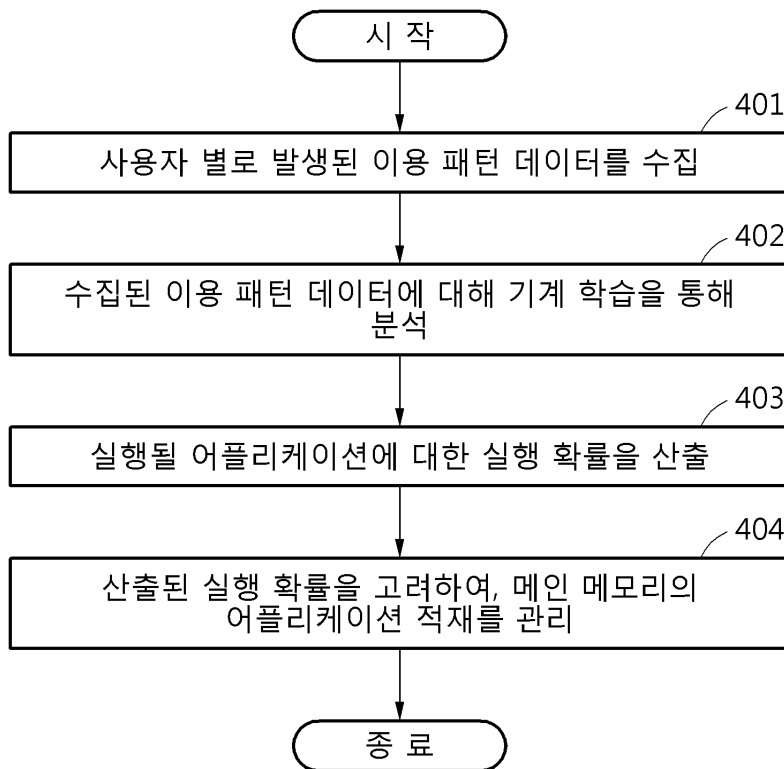 시 작
401
사용자 별로 발생된 이용 패턴 데이터를 수집
402
수집된 이용 패턴 데이터에 대해 기계 학습을 통해
분석
403
실행될 어플리케이션에 대한 실행 확률을 산출
404
산출된 실행 확률을 고려하여, 메인 메모리의
어플리케이션 적재를 관리
종 료